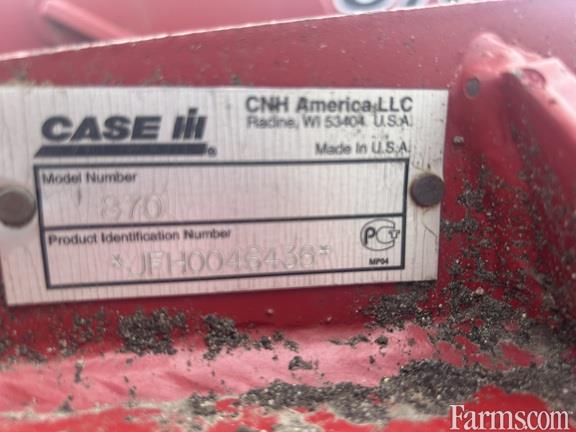 CASE IH
CNH America LLC
Racine, WI 53404 U.S.A.
Made in U.S.A.
Model Number
870
Product Identification Number
*JFH0046436*
PCT
MP04
Farms.com